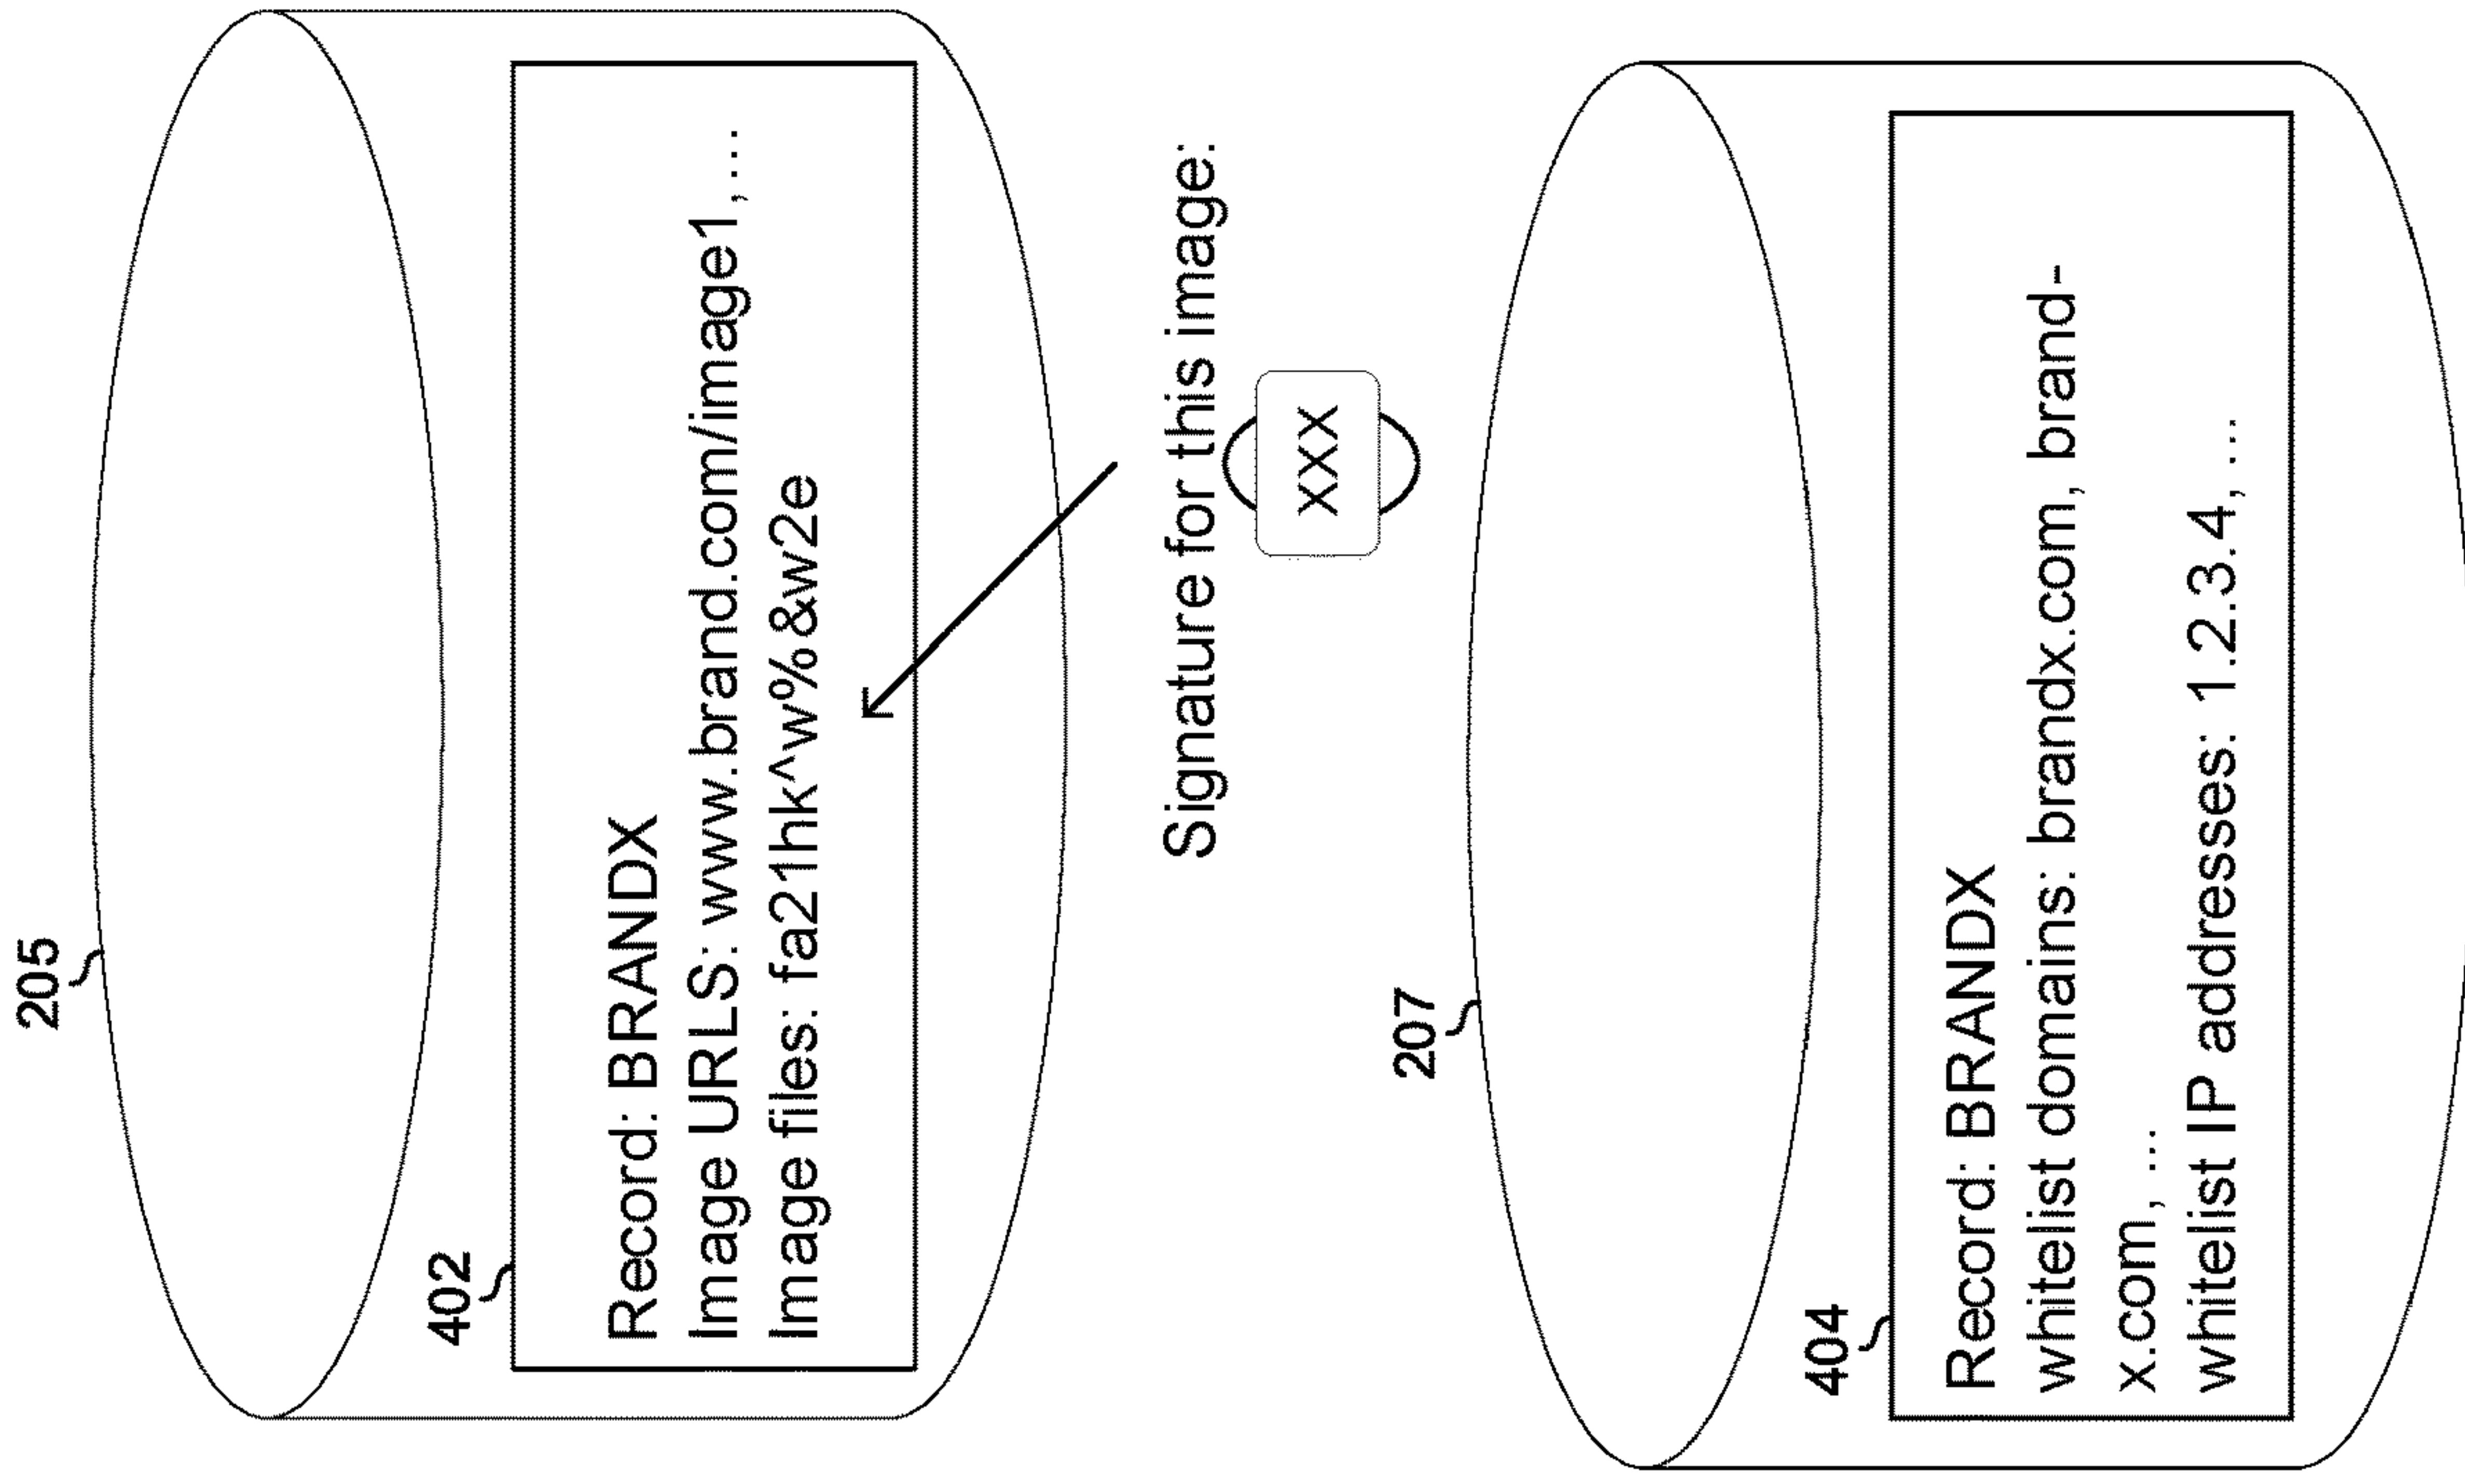 205
402
Record: BRANDX
Image URLS: www.brand.com/image1,...
Image files: fa21hk^w%&w2e
Signature for this image:
XXX
207
404
Record: BRANDX
whitelist domains: brandx.com, brand-
x.com, ...
whitelist IP addresses: 1.2.3.4, ...